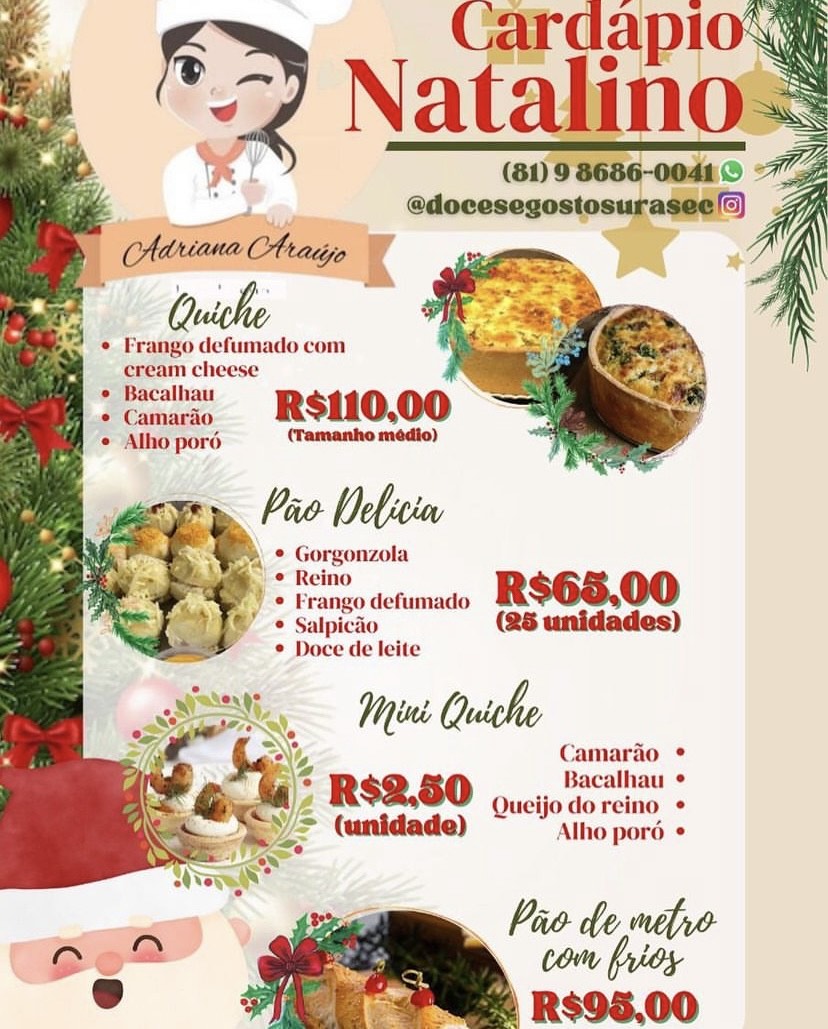 Cardápio
Natalino
(81) 9 8686-0041
@docesegostosurasec
Adriana Araújo
Quiche
• Frango defumado com
cream cheese
• Bacalhau
• Camarão
• Alho poró
R$110,00
(Tamanho médio)
Pão Delícia
• Gorgonzola
• Reino
• Frango defumado
• Salpicão
• Doce de leite
R$65,00
(25 unidades)
Mini Quiche
R$2,50
(unidade)
Camarão •
Bacalhau •
Queijo do reino •
Alho poró •
Pão de metro
com frios
R$95,00